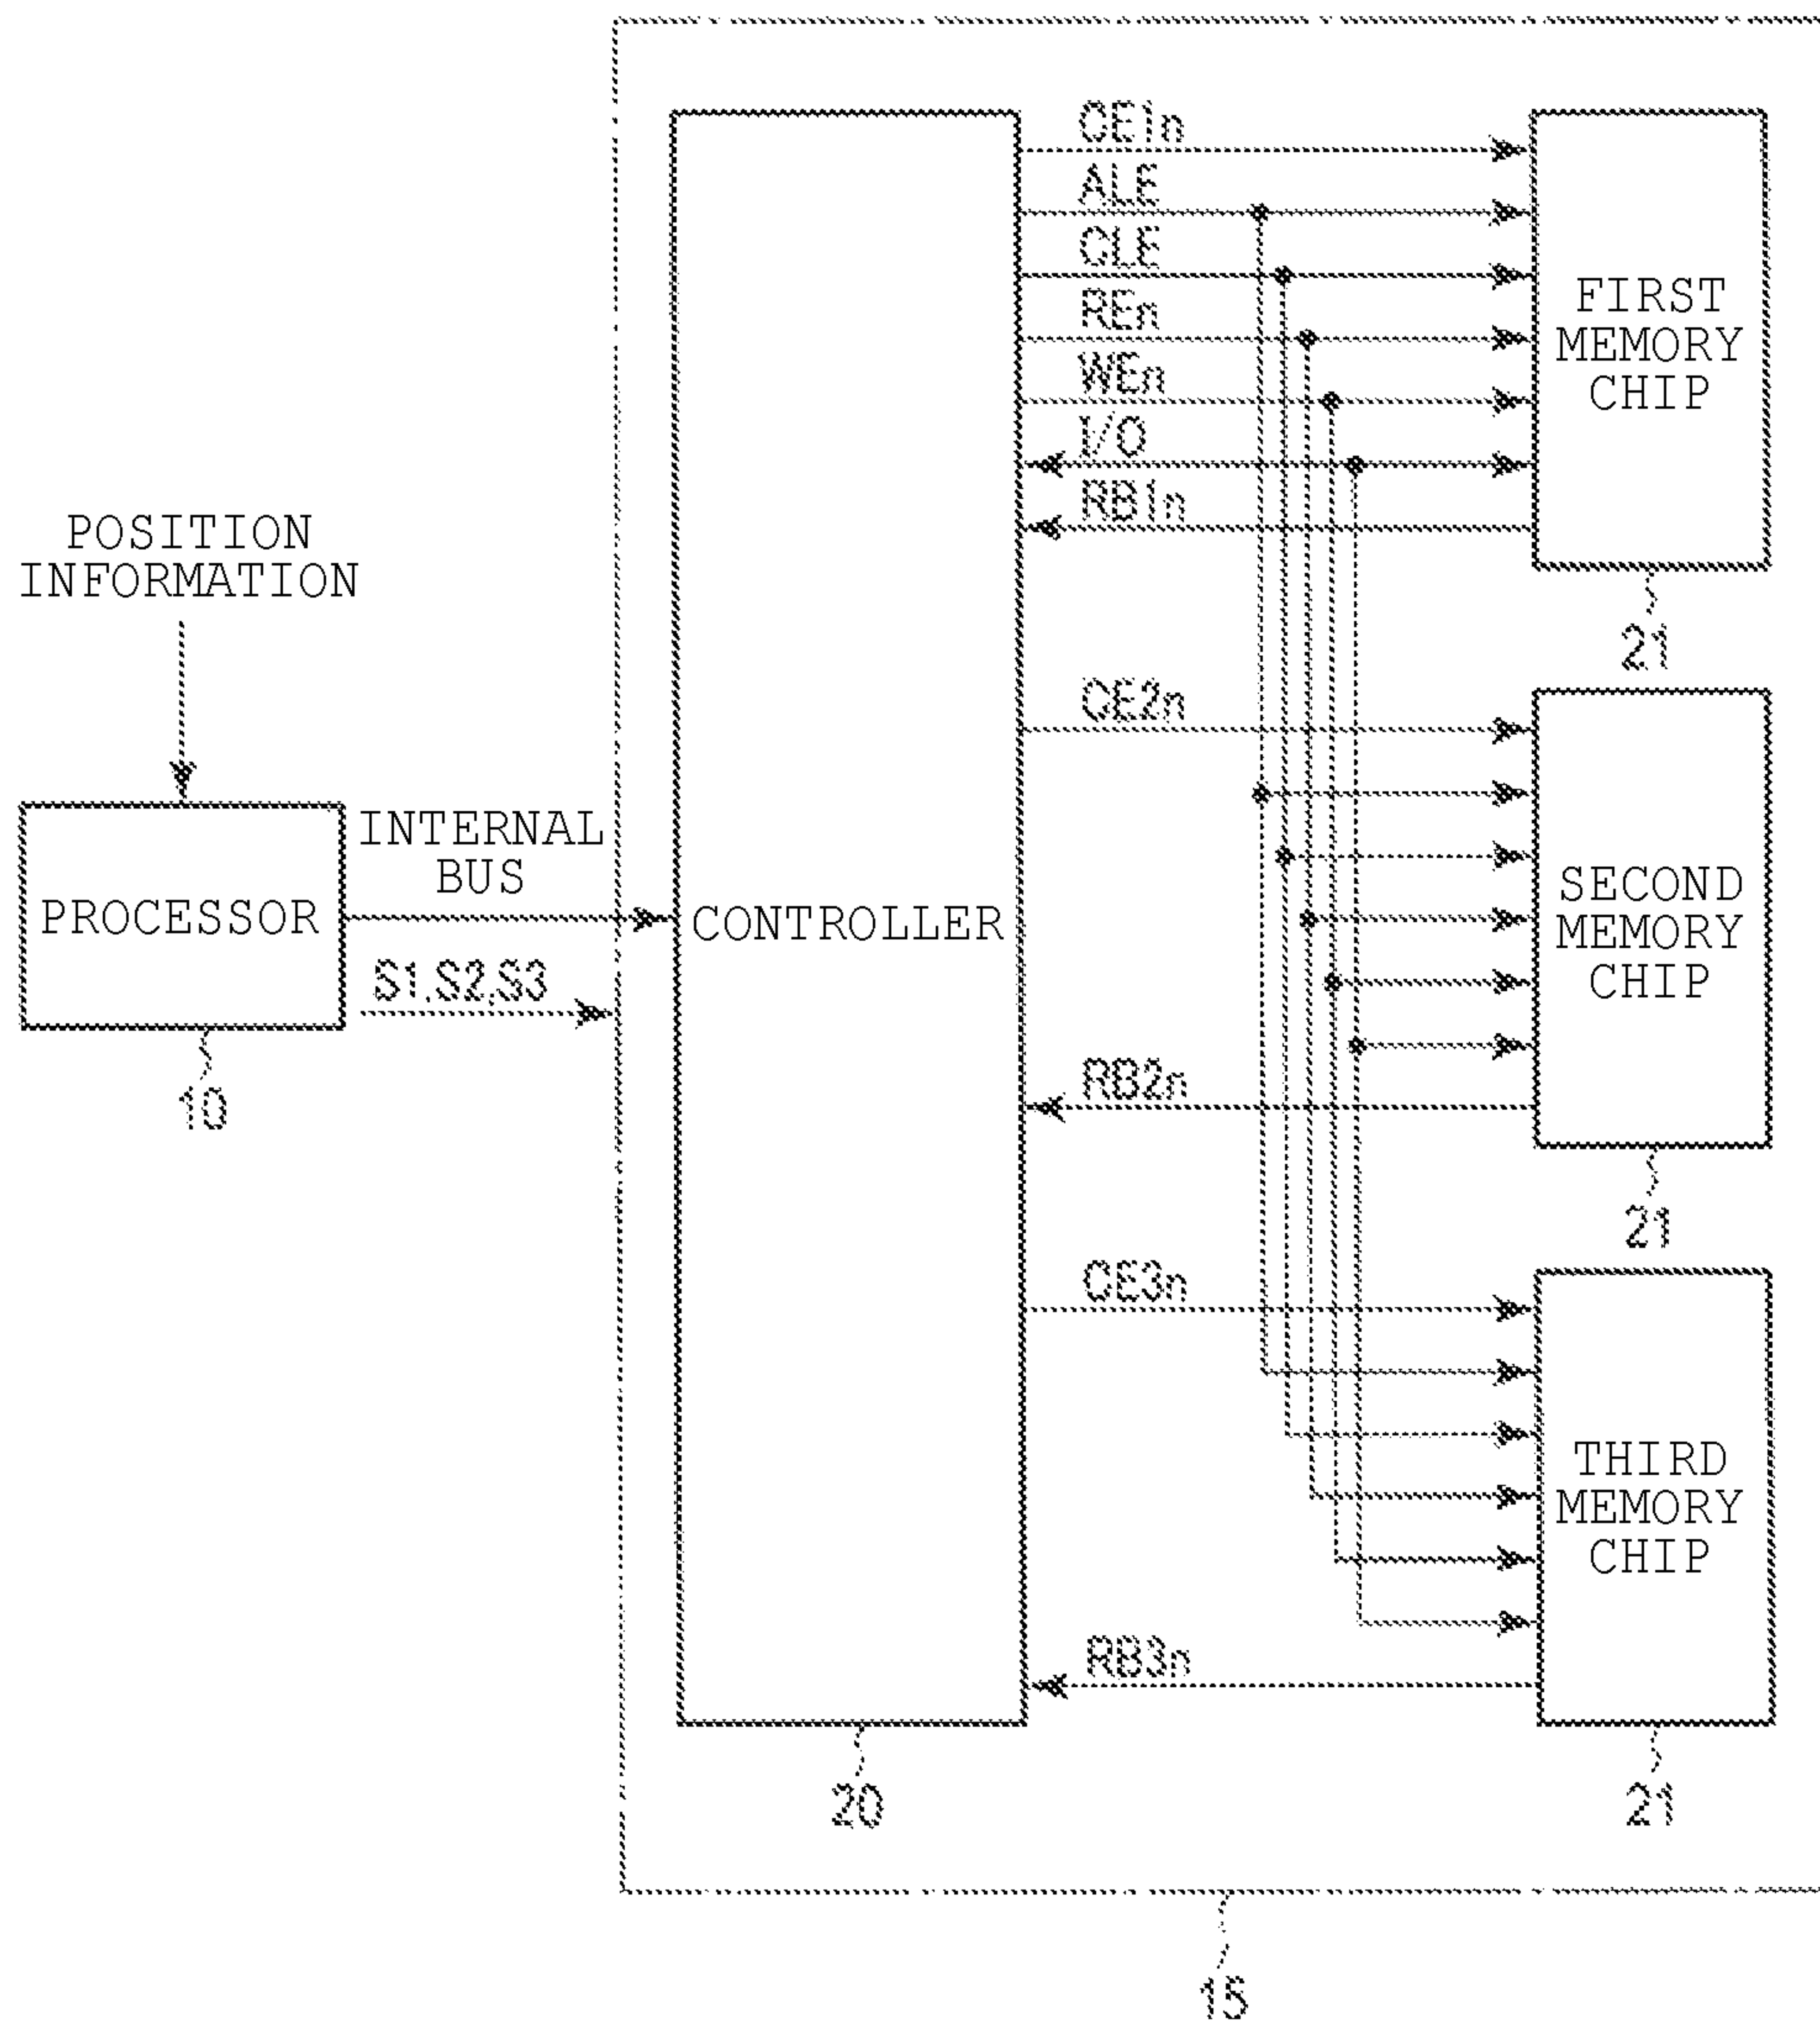 CE1n
ALE
CLE
REn
WEn
I/O
RB1n
FIRST
MEMORY
CHIP
21
POSITION
INFORMATION
PROCESSOR
10
INTERNAL
BUS
S1,S2,S3
CONTROLLER
20
CE2n
RB2n
SECOND
MEMORY
CHIP
21
CE3n
RB3n
THIRD
MEMORY
CHIP
21
15